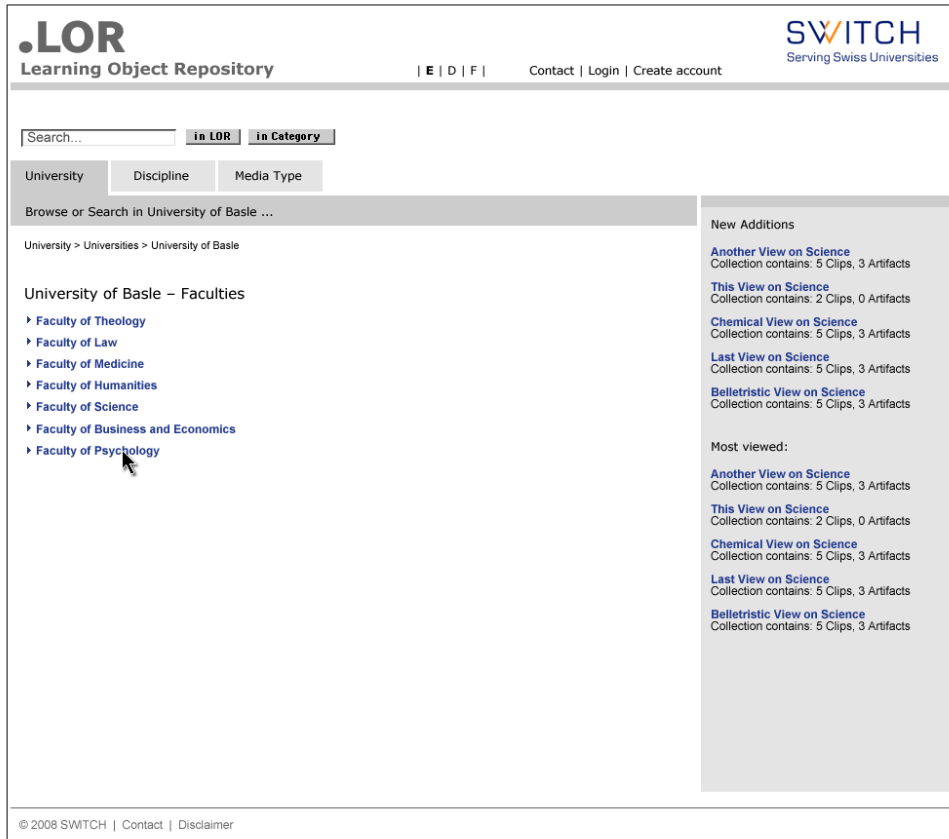 .LOR
Learning Object Repository
| E | D | F |
Contact | Login | Create account
SWITCH
Serving Swiss Universities
Search...
in LOR
in Category
University
Discipline
Media Type
Browse or Search in University of Basle ...
University > Universities > University of Basle
University of Basle – Faculties
Faculty of Theology
Faculty of Law
Faculty of Medicine
Faculty of Humanities
Faculty of Science
Faculty of Business and Economics
Faculty of Psychology
New Additions
Another View on Science
Collection contains: 5 Clips, 3 Artifacts
This View on Science
Collection contains: 2 Clips, 0 Artifacts
Chemical View on Science
Collection contains: 5 Clips, 3 Artifacts
Last View on Science
Collection contains: 5 Clips, 3 Artifacts
Belletristic View on Science
Collection contains: 5 Clips, 3 Artifacts
Most viewed:
Another View on Science
Collection contains: 5 Clips, 3 Artifacts
This View on Science
Collection contains: 2 Clips, 0 Artifacts
Chemical View on Science
Collection contains: 5 Clips, 3 Artifacts
Last View on Science
Collection contains: 5 Clips, 3 Artifacts
Belletristic View on Science
Collection contains: 5 Clips, 3 Artifacts
© 2008 SWITCH | Contact | Disclaimer